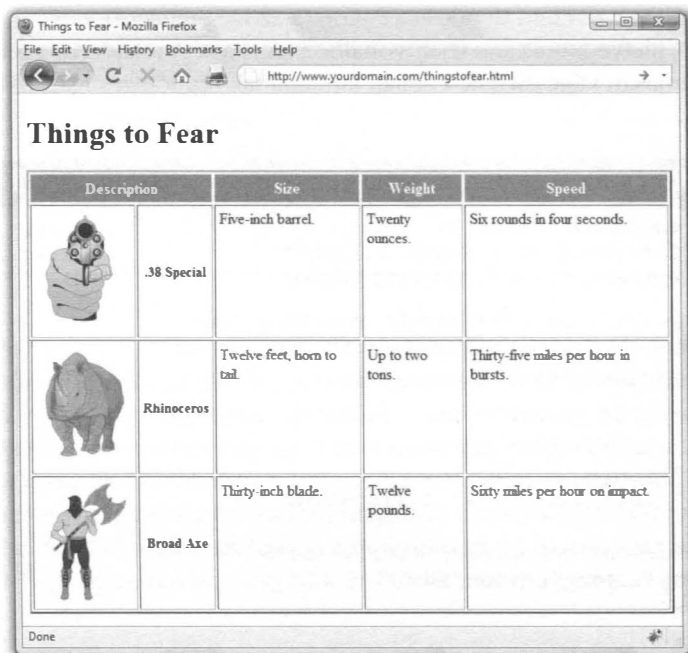 Things to Fear - Mozilla Firefox
File Edit View History Bookmarks Tools Help
http://www.yourdomain.com/thingstofear.html
Things to Fear
Description Size Weight Speed
.38 Special
Five-inch barrel.
Twenty
ounces.
Six rounds in four seconds.
Rhinoceros
Twelve feet, horn to
tail.
Up to two
tons.
Thirty-five miles per hour in
bursts.
Broad Axe
Thirty-inch blade.
Twelve
pounds.
Sixty miles per hour on impact.
Done